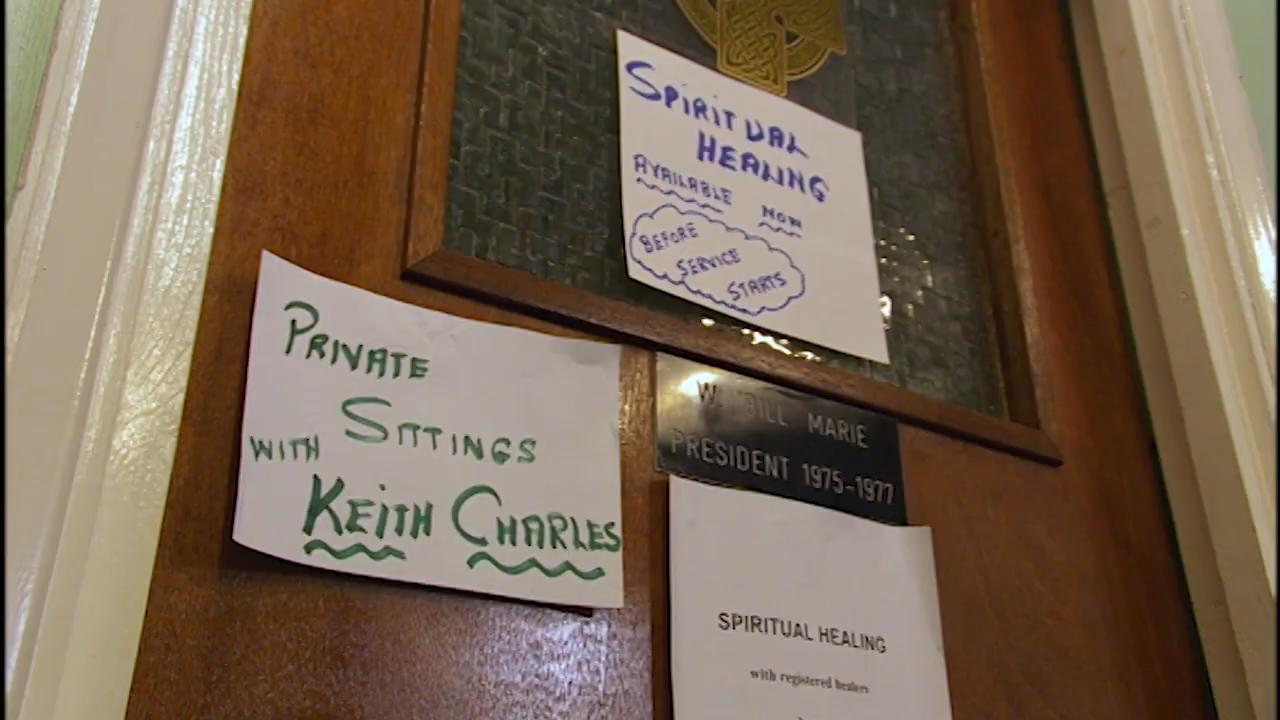 SPIRITUAL
HEALING
AVAILABLE NOW
BEFORE
SERVICE
STARTS
PRIVATE
SITTINGS
WITH
KEITH CHARLES
W. BILL MARIE
PRESIDENT 1975-1977
SPIRITUAL HEALING
with registered healers